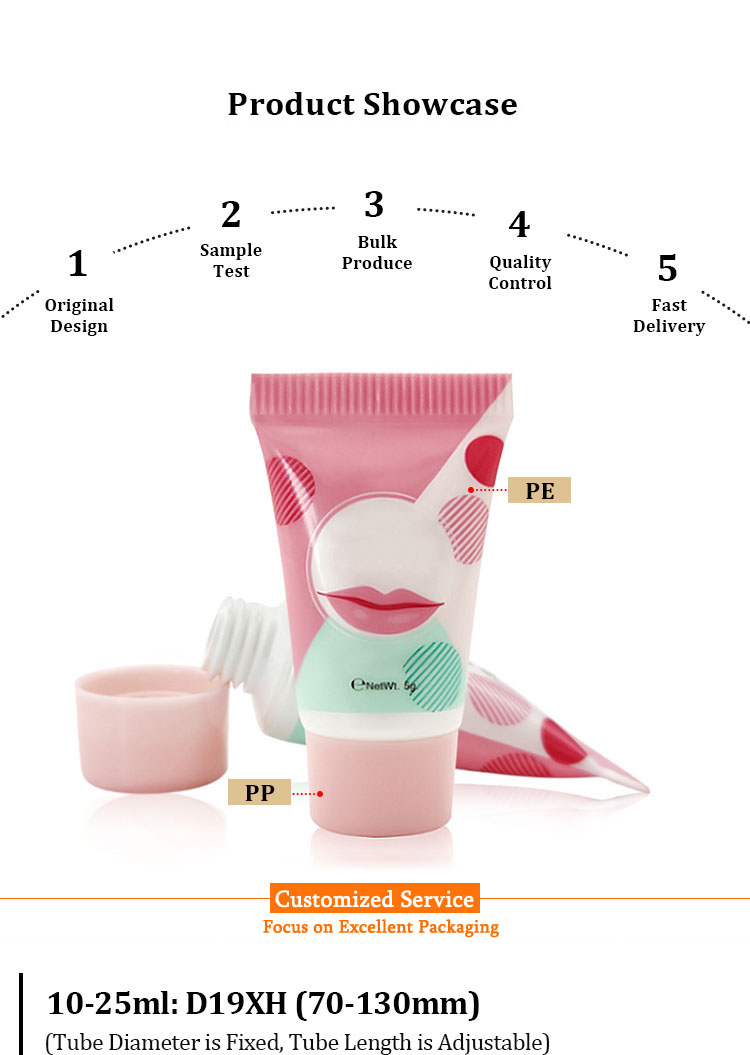 Product Showcase
1
Original
Design
2
Sample
Test
3
Bulk
Produce
4
Quality
Control
5
Fast
Delivery
PE
℮NetWt. 5g
PP
Customized Service
Focus on Excellent Packaging
10-25ml: D19XH (70-130mm)
(Tube Diameter is Fixed, Tube Length is Adjustable)